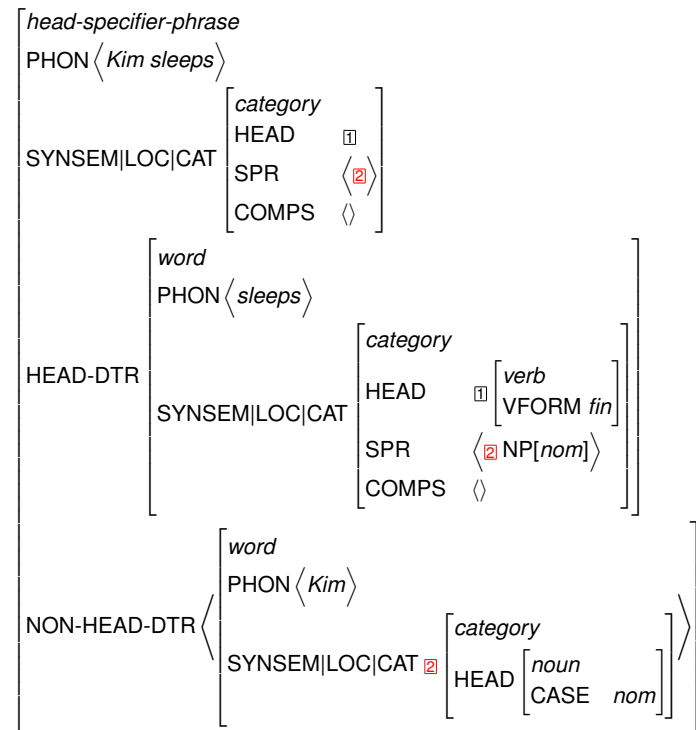 head-specifier-phrase
PHON ⟨Kim sleeps⟩
category
HEAD 1
SYNSEM|LOC|CAT SPR ⟨2⟩
COMPS ⟨⟩
word
PHON ⟨sleeps⟩
category
HEAD 1 verb
VFORM fin
HEAD-DTR SYNSEM|LOC|CAT SPR ⟨2 NP[nom]⟩
COMPS ⟨⟩
word
PHON ⟨Kim⟩
NON-HEAD-DTR category
SYNSEM|LOC|CAT 2 HEAD noun
CASE nom